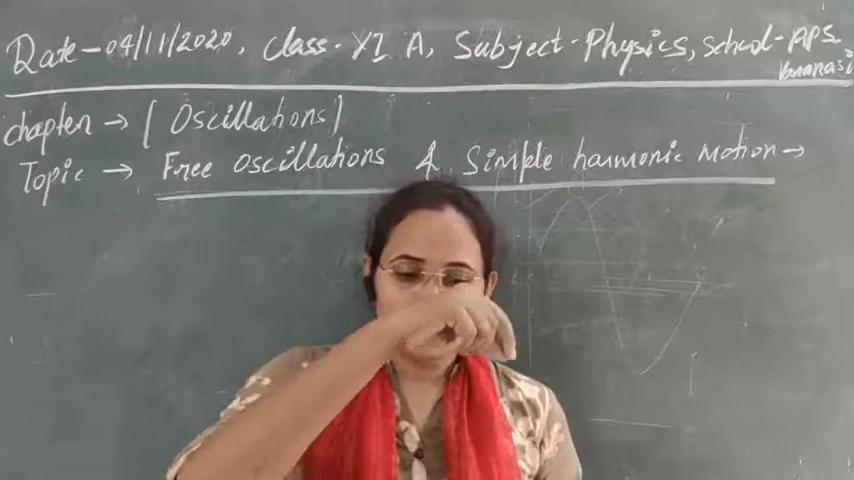 Date - 04/11/2020, Class - XI A, Subject - Physics, School - APS
Varanasi
Chapter → [Oscillations]
Topic → Free oscillations & Simple harmonic Motion →